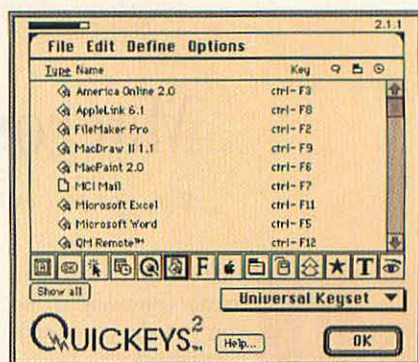 2.1.1
File Edit Define Options
Type Name Key
America Online 2.0 ctrl- F3
AppleLink 6.1 ctrl- F8
FileMaker Pro ctrl- F2
MacDraw II 1.1 ctrl- F9
MacPaint 2.0 ctrl- F6
MCI Mail ctrl- F7
Microsoft Excel ctrl- F11
Microsoft Word ctrl- F5
QM Remote™ ctrl- F12
F T
Show all
Universal Keyset
QUICKEYS2™ Help... OK